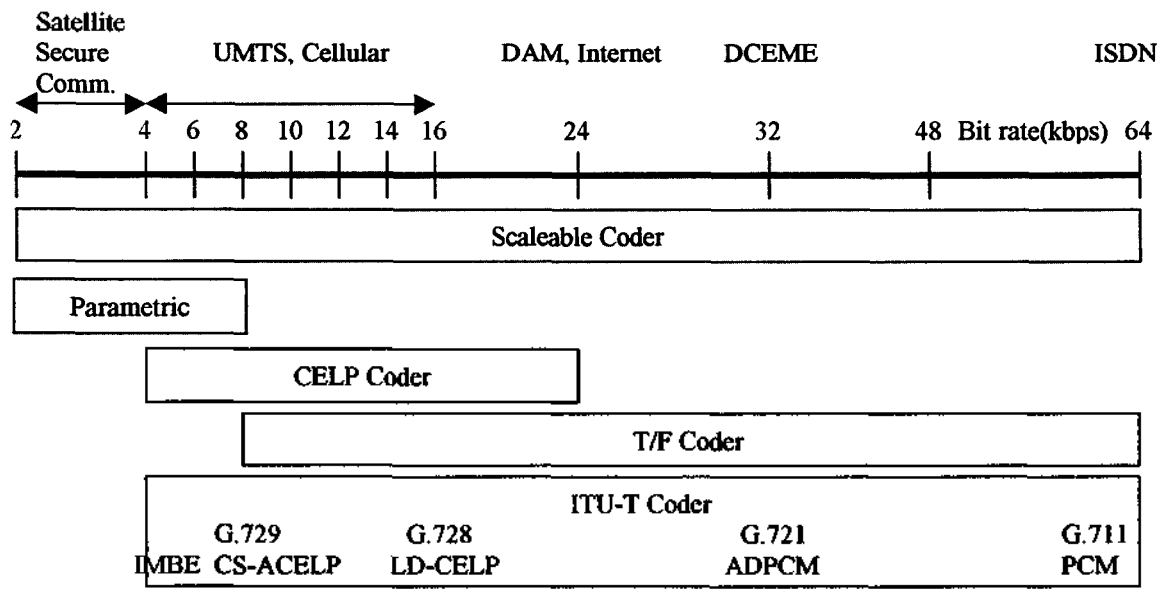 Satellite
Secure
Comm.
UMTS, Cellular
DAM, Internet
DCEME
ISDN
2 4 6 8 10 12 14 16 24 32 48 Bit rate(kbps) 64
Scaleable Coder
Parametric
CELP Coder
T/F Coder
ITU-T Coder
G.729 G.728 G.721 G.711
IMBE CS-ACELP LD-CELP ADPCM PCM